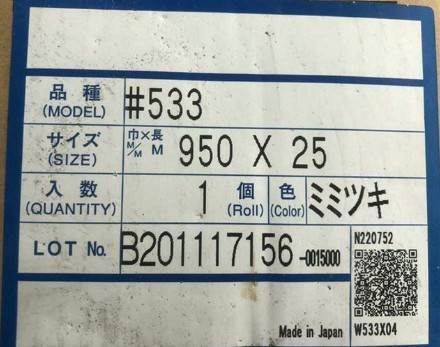 品種 #533
(MODEL)
サイズ 巾×長 950 X 25
(SIZE) M/M M
入数 1 個 色 ミミツキ
(QUANTITY) (Roll) (Color)
LOT No. B201117156-0015000
N220752
Made in Japan W533X04